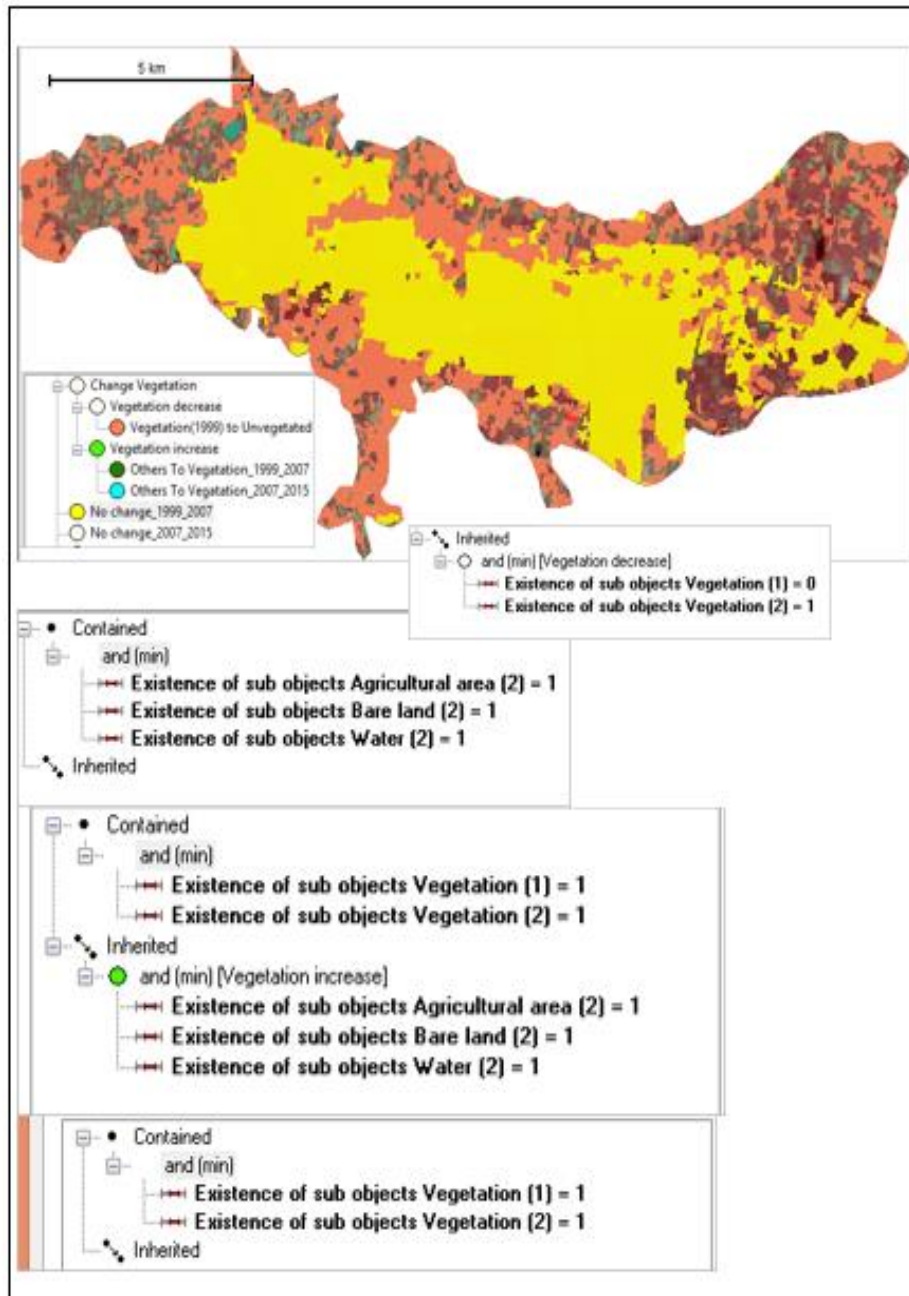 5 km
Change Vegetation
Vegetation decrease
Vegetation(1999) to Unvegetated
Vegetation increase
Others To Vegatation_1999_2007
Others To Vegatation_2007_2015
No change_1999_2007
No change_2007_2015
Inherited
and (min) [Vegetation decrease]
Existence of sub objects Vegetation (1) = 0
Existence of sub objects Vegetation (2) = 1
Contained
and (min)
Existence of sub objects Agricultural area (2) = 1
Existence of sub objects Bare land (2) = 1
Existence of sub objects Water (2) = 1
Inherited
Contained
and (min)
Existence of sub objects Vegetation (1) = 1
Existence of sub objects Vegetation (2) = 1
Inherited
and (min) [Vegetation increase]
Existence of sub objects Agricultural area (2) = 1
Existence of sub objects Bare land (2) = 1
Existence of sub objects Water (2) = 1
Contained
and (min)
Existence of sub objects Vegetation (1) = 1
Existence of sub objects Vegetation (2) = 1
Inherited